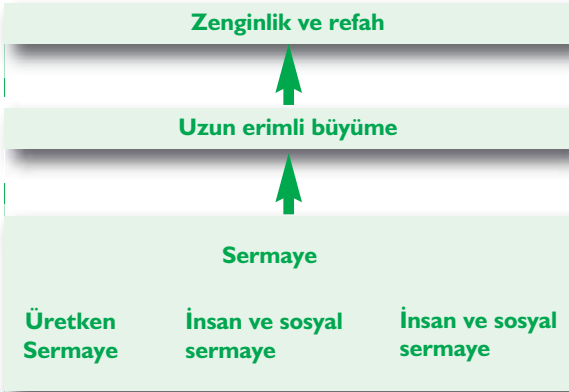 Zenginlik ve refah
Uzun erimli büyüme
Sermaye
Üretken
Sermaye
İnsan ve sosyal
sermaye
İnsan ve sosyal
sermaye